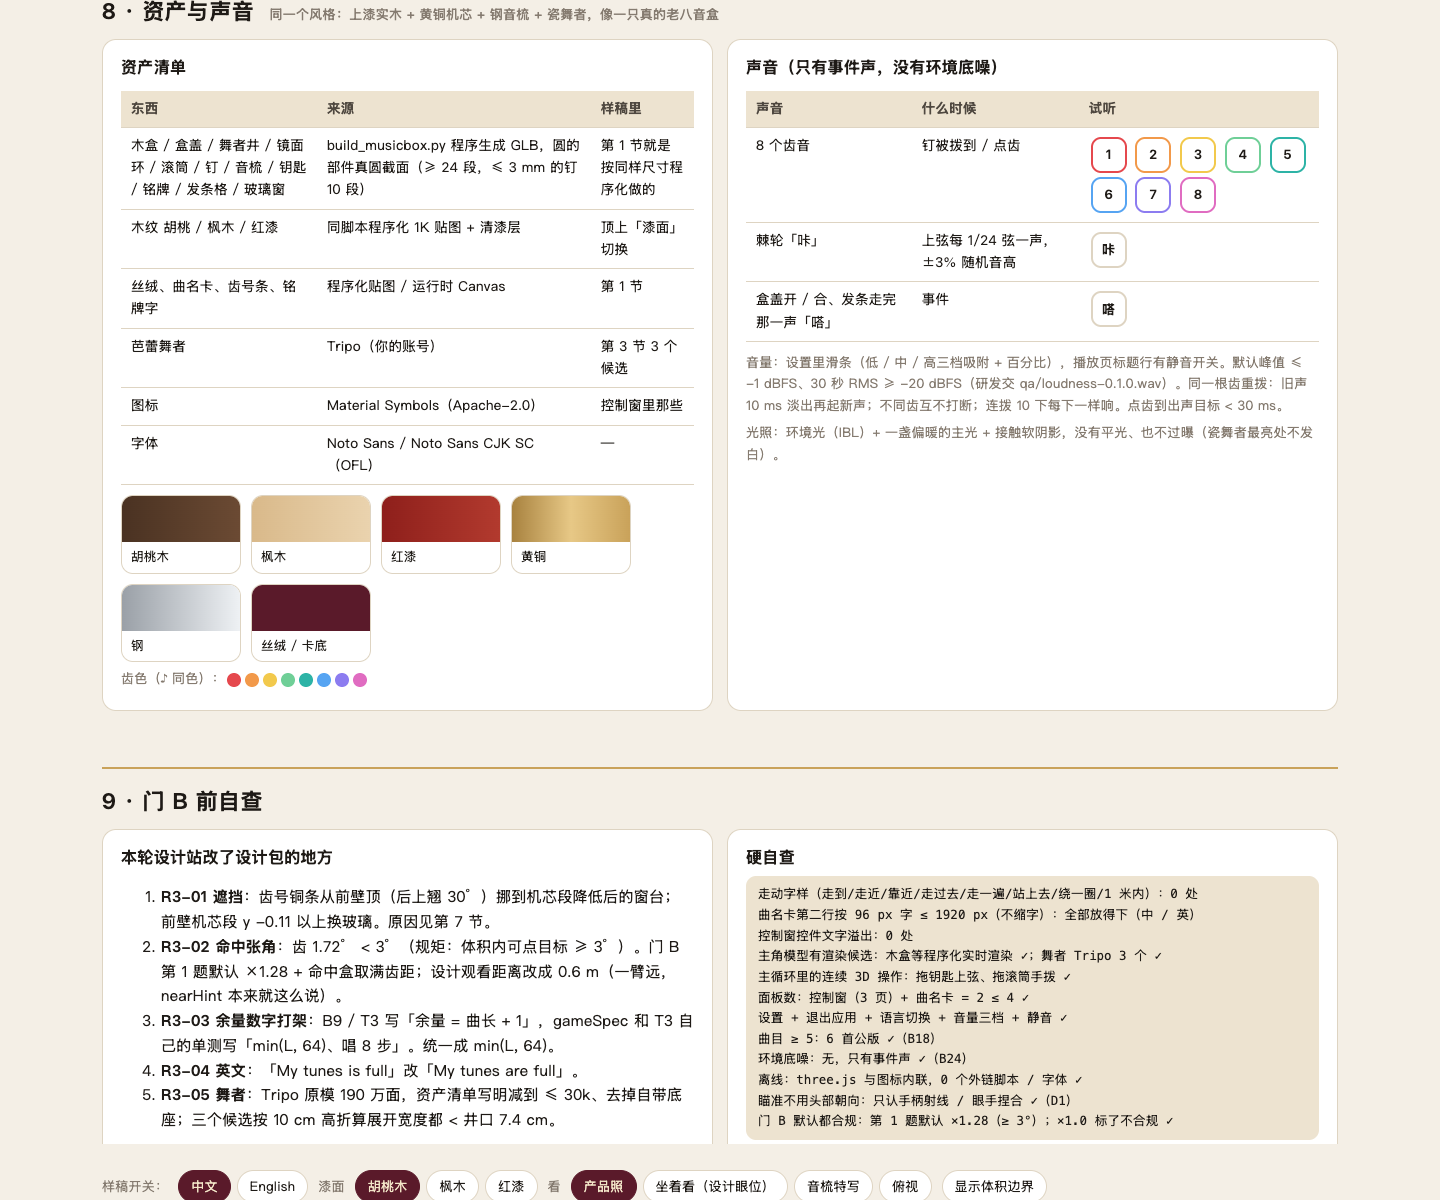 8 · 资产与声音 同一个风格：上漆实木 + 黄铜机芯 + 钢音梳 + 瓷舞者，像一只真的老八音盒
资产清单
东西 来源 样稿里
木盒 / 盒盖 / 舞者井 / 镜面 build_musicbox.py 程序生成 GLB，圆的 第 1 节就是
环 / 滚筒 / 钉 / 音梳 / 钥匙 部件真圆截面（≥ 24 段，≤ 3 mm 的钉 按同样尺寸程
/ 铭牌 / 发条格 / 玻璃窗 10 段） 序化做的
木纹 胡桃 / 枫木 / 红漆 同脚本程序化 1K 贴图 + 清漆层 顶上「漆面」
切换
丝绒、曲名卡、齿号条、铭 程序化贴图 / 运行时 Canvas 第 1 节
牌字
芭蕾舞者 Tripo（你的账号） 第 3 节 3 个
候选
图标 Material Symbols（Apache-2.0） 控制窗里那些
字体 Noto Sans / Noto Sans CJK SC —
（OFL）
胡桃木 枫木 红漆 黄铜
钢 丝绒 / 卡底
齿色（♪ 同色）：
声音（只有事件声，没有环境底噪）
声音 什么时候 试听
8 个齿音 钉被拨到 / 点齿 1 2 3 4 5
6 7 8
棘轮「咔」 上弦每 1/24 弦一声， 咔
±3% 随机音高
盒盖开 / 合、发条走完 事件 嗒
那一声「嗒」
音量：设置里滑条（低 / 中 / 高三档吸附 + 百分比），播放页标题行有静音开关。默认峰值 ≤
−1 dBFS、30 秒 RMS ≥ −20 dBFS（研发交 qa/loudness-0.1.0.wav）。同一根齿重拨：旧声
10 ms 淡出再起新声；不同齿互不打断；连拨 10 下每下一样响。点齿到出声目标 < 30 ms。
光照：环境光（IBL）+ 一盏偏暖的主光 + 接触软阴影，没有平光、也不过曝（瓷舞者最亮处不发
白）。
9 · 门 B 前自查
本轮设计站改了设计包的地方
1. R3-01 遮挡：齿号铜条从前壁顶（后上翘 30°）挪到机芯段降低后的窗台；
前壁机芯段 y −0.11 以上换玻璃。原因见第 7 节。
2. R3-02 命中张角：齿 1.72° < 3°（规矩：体积内可点目标 ≥ 3°）。门 B
第 1 题默认 ×1.28 + 命中盒取满齿距；设计观看距离改成 0.6 m（一臂远，
nearHint 本来就这么说）。
3. R3-03 余量数字打架：B9 / T3 写「余量 = 曲长 + 1」，gameSpec 和 T3 自
己的单测写「min(L, 64)、唱 8 步」。统一成 min(L, 64)。
4. R3-04 英文：「My tunes is full」改「My tunes are full」。
5. R3-05 舞者：Tripo 原模 190 万面，资产清单写明减到 ≤ 30k、去掉自带底
座；三个候选按 10 cm 高折算展开宽度都 < 井口 7.4 cm。
硬自查
走动字样（走到/走近/靠近/走过去/走一遍/站上去/绕一圈/1 米内）：0 处
曲名卡第二行按 96 px 字 ≤ 1920 px（不缩字）：全部放得下（中 / 英）
控制窗控件文字溢出：0 处
主角模型有渲染候选：木盒等程序化实时渲染 ✓；舞者 Tripo 3 个 ✓
主循环里的连续 3D 操作：拖钥匙上弦、拖滚筒手拨 ✓
面板数：控制窗（3 页）+ 曲名卡 = 2 ≤ 4 ✓
设置 + 退出应用 + 语言切换 + 音量三档 + 静音 ✓
曲目 ≥ 5：6 首公版 ✓（B18）
环境底噪：无，只有事件声 ✓（B24）
离线：three.js 与图标内联，0 个外链脚本 / 字体 ✓
瞄准不用头部朝向：只认手柄射线 / 眼手捏合 ✓（D1）
门 B 默认都合规：第 1 题默认 ×1.28（≥ 3°）；×1.0 标了不合规 ✓
样稿开关： 中文 English 漆面 胡桃木 枫木 红漆 看 产品照 坐着看（设计眼位） 音梳特写 俯视 显示体积边界